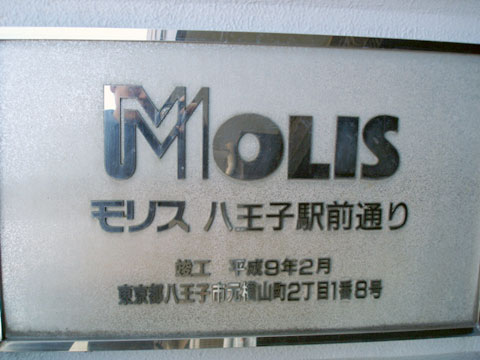 MOLIS
モリス 八王子駅前通り
竣工 平成9年2月
東京都八王子市元横山町2丁目1番8号